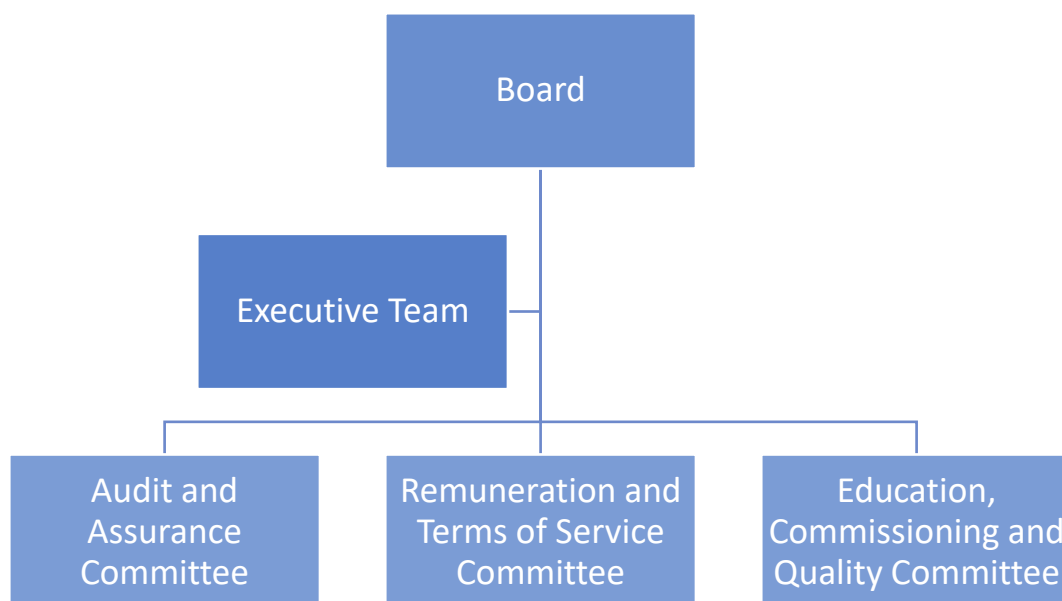 Board
Executive Team
Audit and
Assurance
Committee
Remuneration and
Terms of Service
Committee
Education,
Commissioning and
Quality Committee